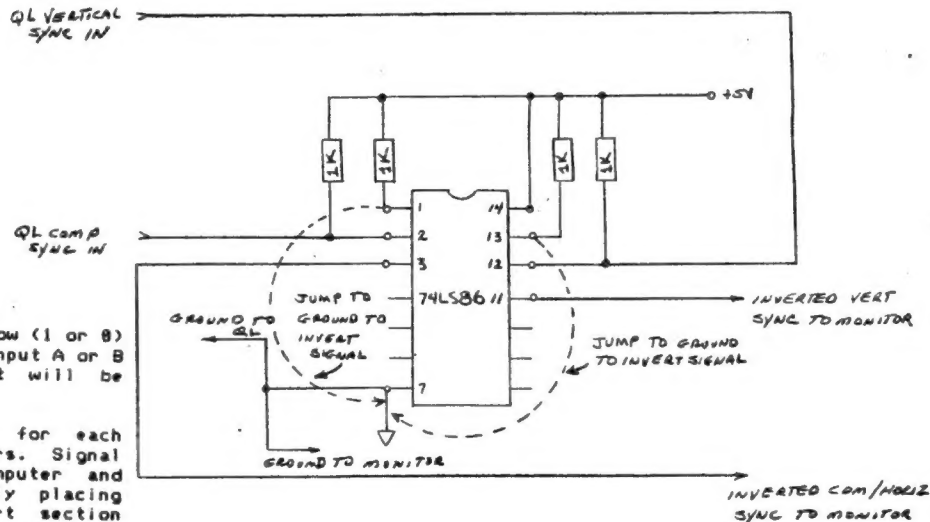 QL VERTICAL
SYNC IN
+5V
1K
1K
1K
1K
QL COMP
SYNC IN
1
2
3
7
14
13
12
74LS86 11
JUMP TO
GROUND TO
INVERT
SIGNAL
GROUND TO
QL
INVERTED VERT
SYNC TO MONITOR
JUMP TO GROUND
TO INVERT SIGNAL
GROUND TO MONITOR
INVERTED COM/HORIZ
SYNC TO MONITOR
ow (1 or 0)
nput A or B
t will be
for each
rs. Signal
mputer and
y placing
rt section